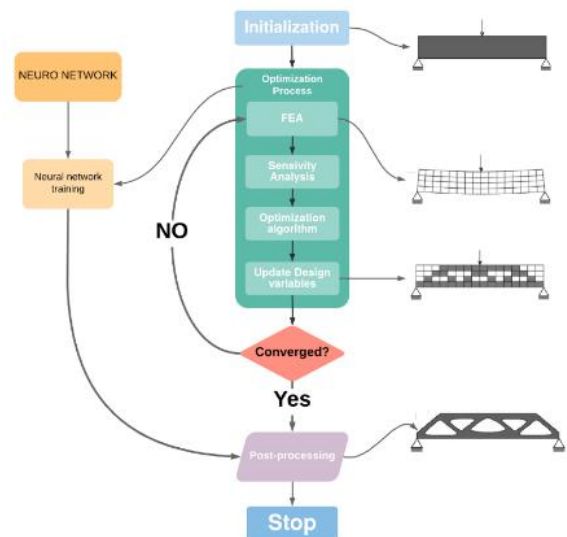 Initialization
NEURO NETWORK
Optimization
Process
FEA
Neural network
training
Sensivity
Analysis
NO
Optimization
algorithm
Update Design
variables
Converged?
Yes
Post-processing
Stop